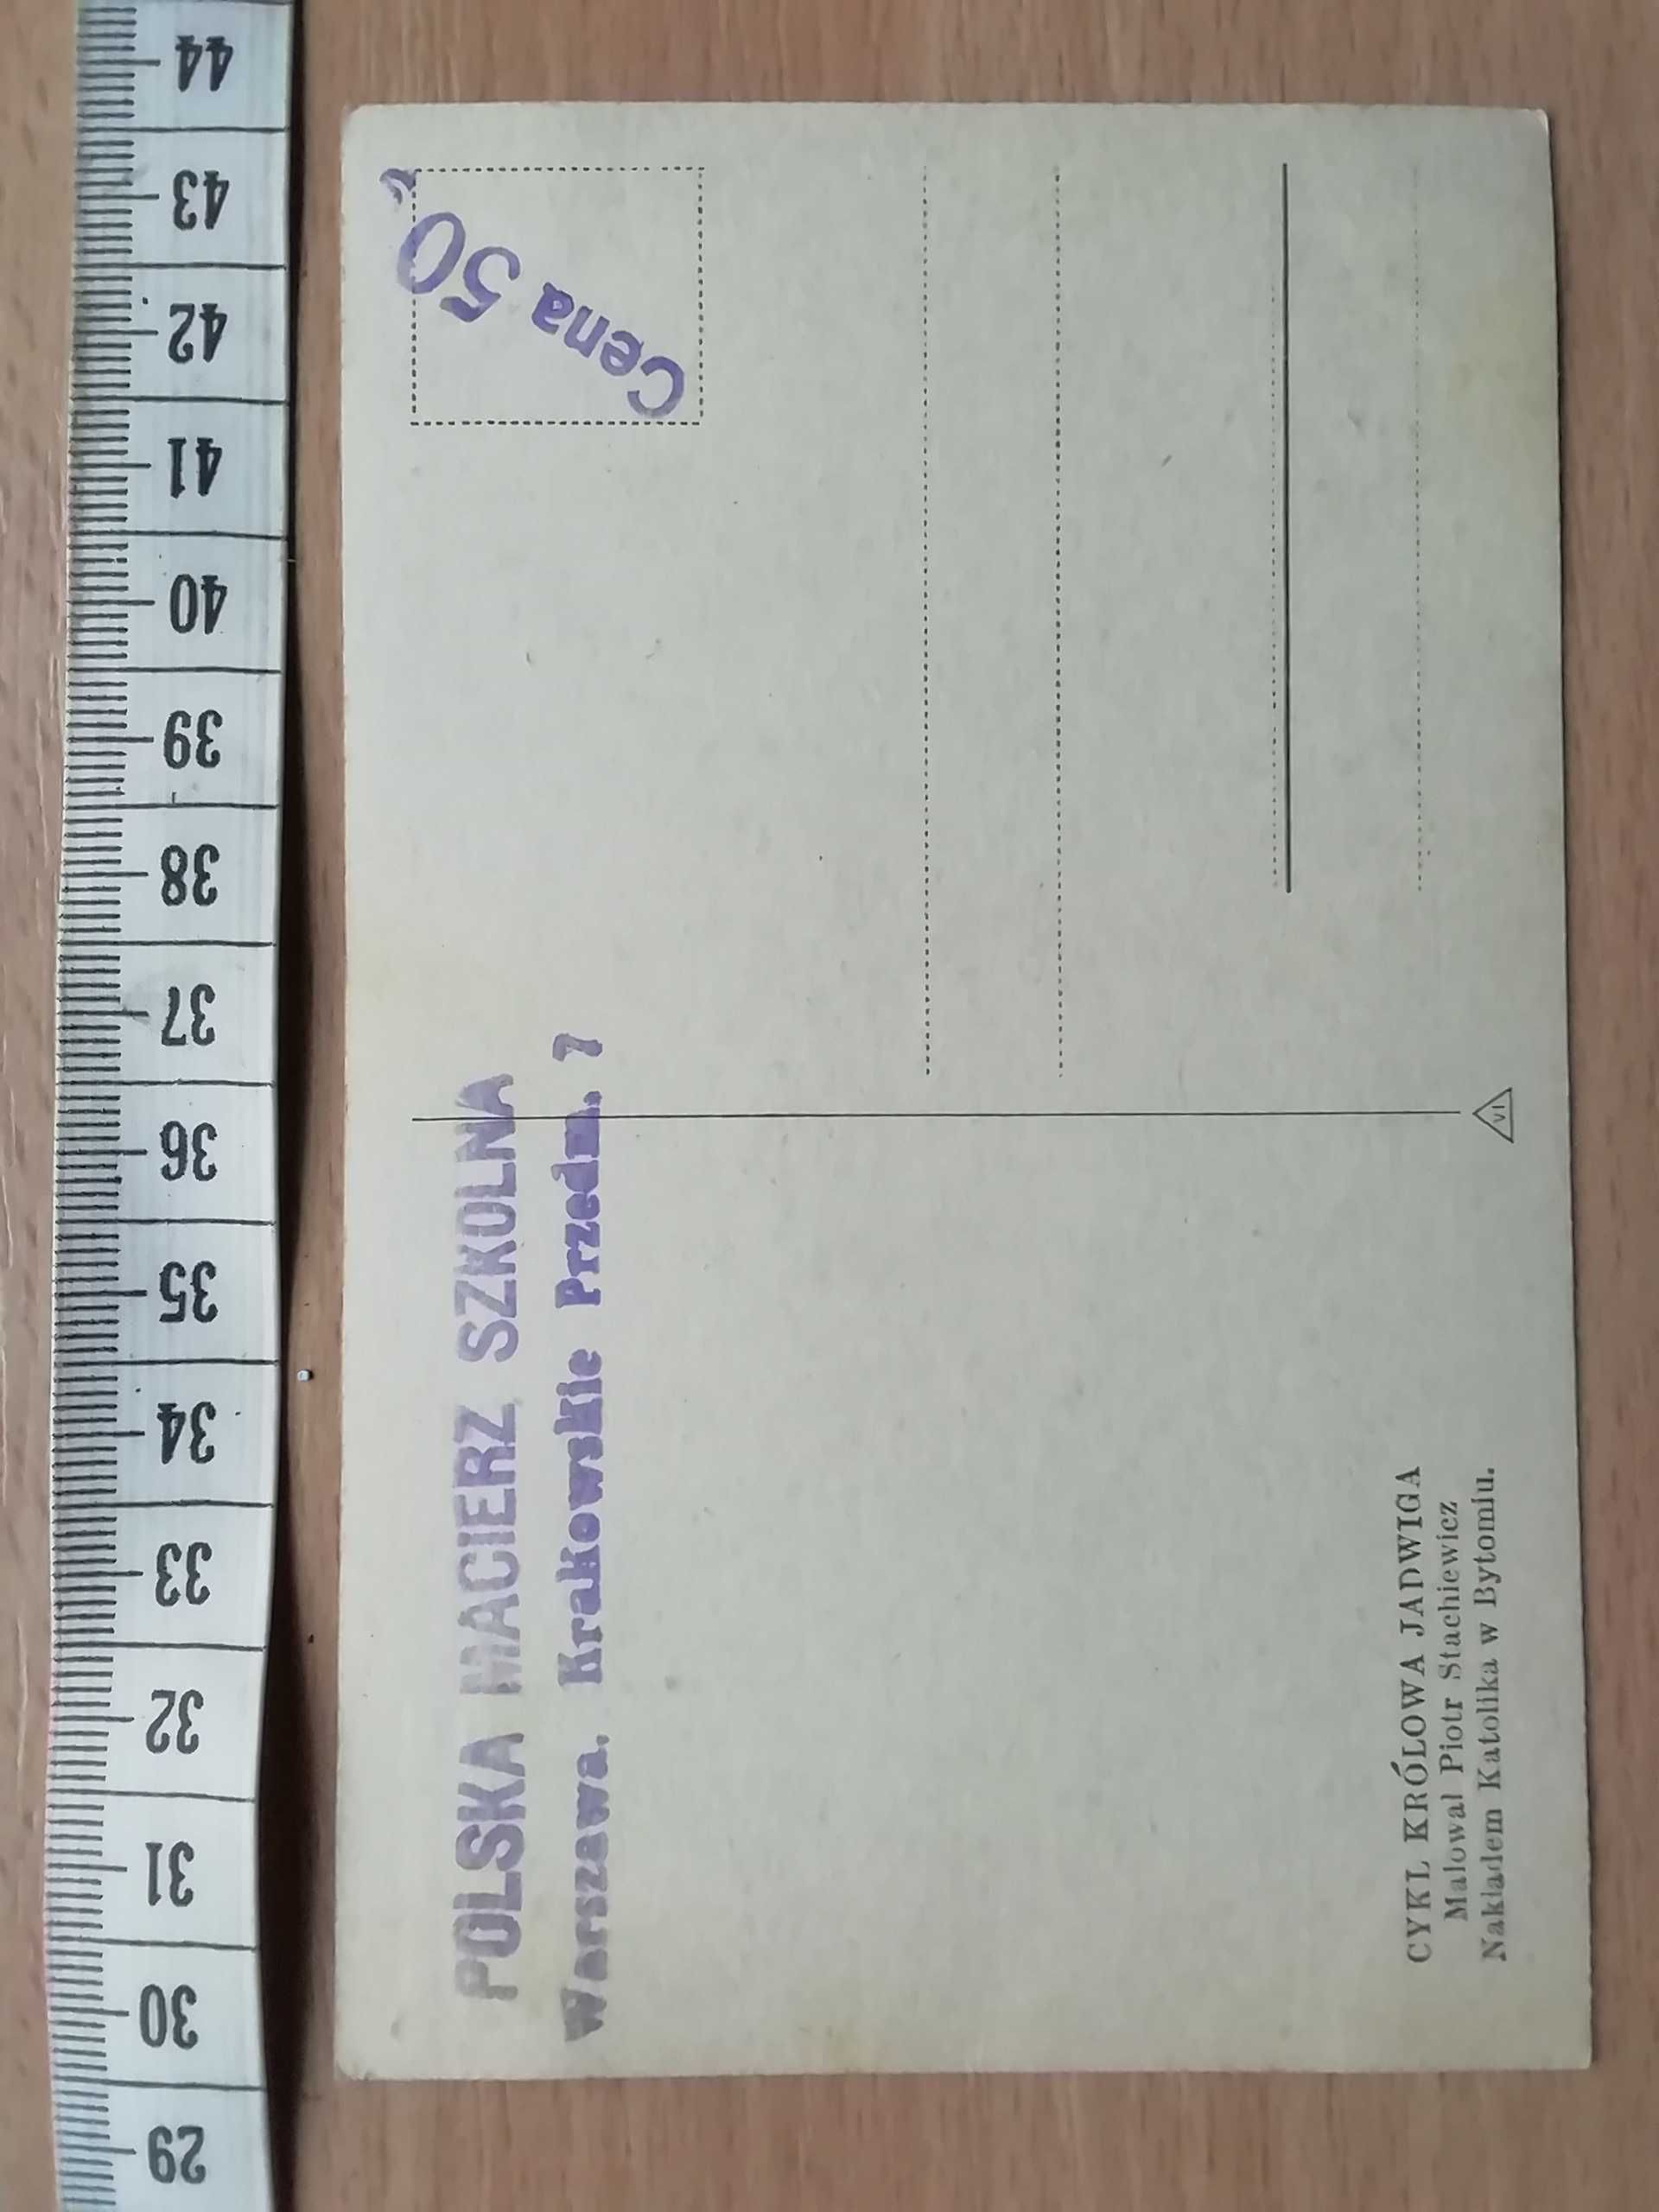 POLSKA MACIERZ SZKOLNA
Warszawa, Krakowskie Przedm. 7
Cena 50
CYKL KRÓLOWA JADWIGA
Malował Piotr Stachiewicz
Nakładem Katolika w Bytomiu.
VI
44
43
42
41
40
39
38
37
36
35
34
33
32
31
30
29